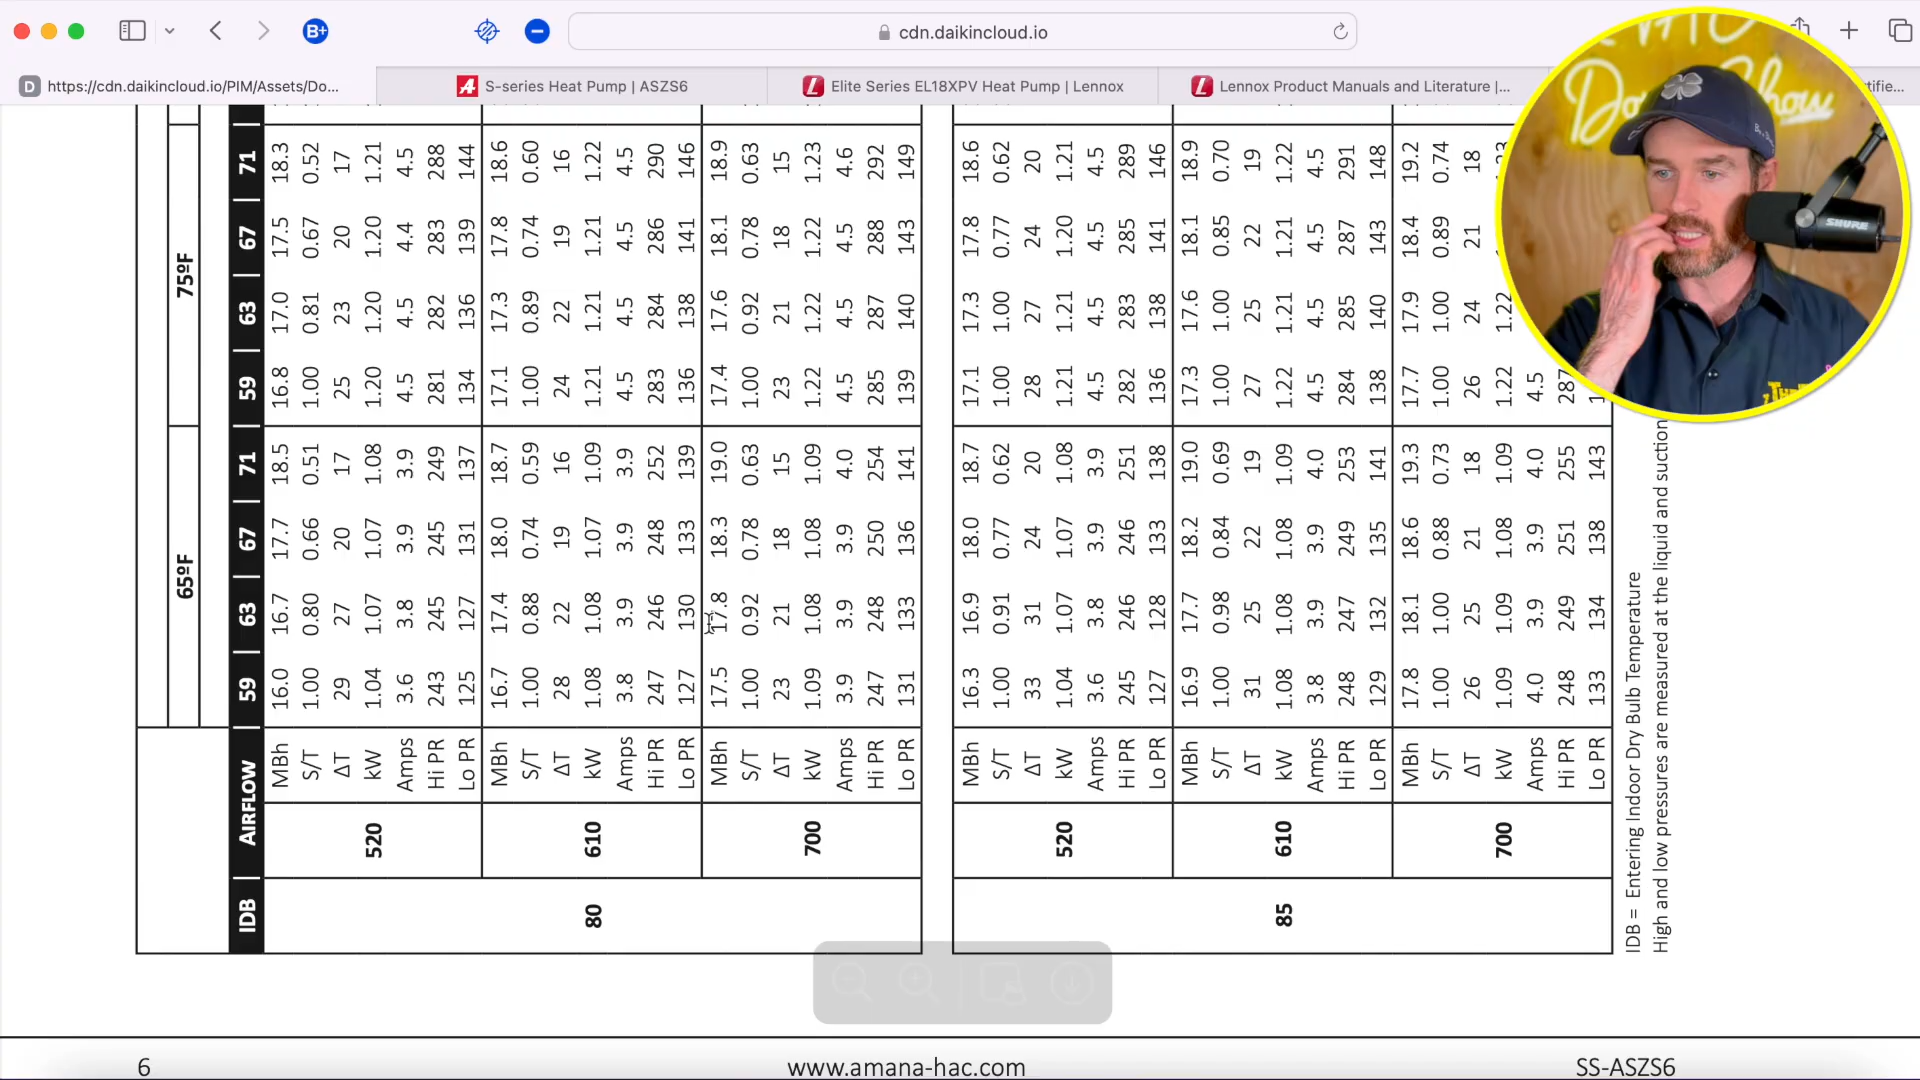 https://cdn.daikincloud.io/PIM/Assets/Do...
cdn.daikincloud.io
S-series Heat Pump | ASZS6
Elite Series EL18XPV Heat Pump | Lennox
Lennox Product Manuals and Literature |...
B+
SHURE
65ºF 75ºF
IDB AIRFLOW 59 63 67 71 59 63 67 71
80
520
MBh 16.0 16.7 17.7 18.5 16.8 17.0 17.5 18.3
S/T 1.00 0.80 0.66 0.51 1.00 0.81 0.67 0.52
ΔT 29 27 20 17 25 23 20 17
kW 1.04 1.07 1.07 1.08 1.20 1.20 1.20 1.21
Amps 3.6 3.8 3.9 3.9 4.5 4.5 4.4 4.5
Hi PR 243 245 245 249 281 282 283 288
Lo PR 125 127 131 137 134 136 139 144
610
MBh 16.7 17.4 18.0 18.7 17.1 17.3 17.8 18.6
S/T 1.00 0.88 0.74 0.59 1.00 0.89 0.74 0.60
ΔT 28 22 19 16 24 22 19 16
kW 1.08 1.08 1.07 1.09 1.21 1.21 1.21 1.22
Amps 3.8 3.9 3.9 3.9 4.5 4.5 4.5 4.5
Hi PR 247 246 248 252 283 284 286 290
Lo PR 127 130 133 139 136 138 141 146
700
MBh 17.5 17.8 18.3 19.0 17.4 17.6 18.1 18.9
S/T 1.00 0.92 0.78 0.63 1.00 0.92 0.78 0.63
ΔT 23 21 18 15 23 21 18 15
kW 1.09 1.08 1.08 1.09 1.22 1.22 1.22 1.23
Amps 3.9 3.9 3.9 4.0 4.5 4.5 4.5 4.6
Hi PR 247 248 250 254 285 287 288 292
Lo PR 131 133 136 141 139 140 143 149
85
520
MBh 16.3 16.9 18.0 18.7 17.1 17.3 17.8 18.6
S/T 1.00 0.91 0.77 0.62 1.00 1.00 0.77 0.62
ΔT 33 31 24 20 28 27 24 20
kW 1.04 1.07 1.07 1.08 1.21 1.21 1.20 1.21
Amps 3.6 3.8 3.9 3.9 4.5 4.5 4.5 4.5
Hi PR 245 246 246 251 282 283 285 289
Lo PR 127 128 133 138 136 138 141 146
610
MBh 16.9 17.7 18.2 19.0 17.3 17.6 18.1 18.9
S/T 1.00 0.98 0.84 0.69 1.00 1.00 0.85 0.70
ΔT 31 25 22 19 27 25 22 19
kW 1.08 1.08 1.08 1.09 1.22 1.21 1.21 1.22
Amps 3.8 3.9 3.9 4.0 4.5 4.5 4.5 4.5
Hi PR 248 247 249 253 284 285 287 291
Lo PR 129 132 135 141 138 140 143 148
700
MBh 17.8 18.1 18.6 19.3 17.7 17.9 18.4 19.2
S/T 1.00 1.00 0.88 0.73 1.00 1.00 0.89 0.74
ΔT 26 25 21 18 26 24 21 18
kW 1.09 1.09 1.08 1.09 1.22 1.22
Amps 4.0 3.9 3.9 4.0 4.5
Hi PR 248 249 251 255 287
Lo PR 133 134 138 143
IDB = Entering Indoor Dry Bulb Temperature
High and low pressures are measured at the liquid and suction
6
www.amana-hac.com
SS-ASZS6